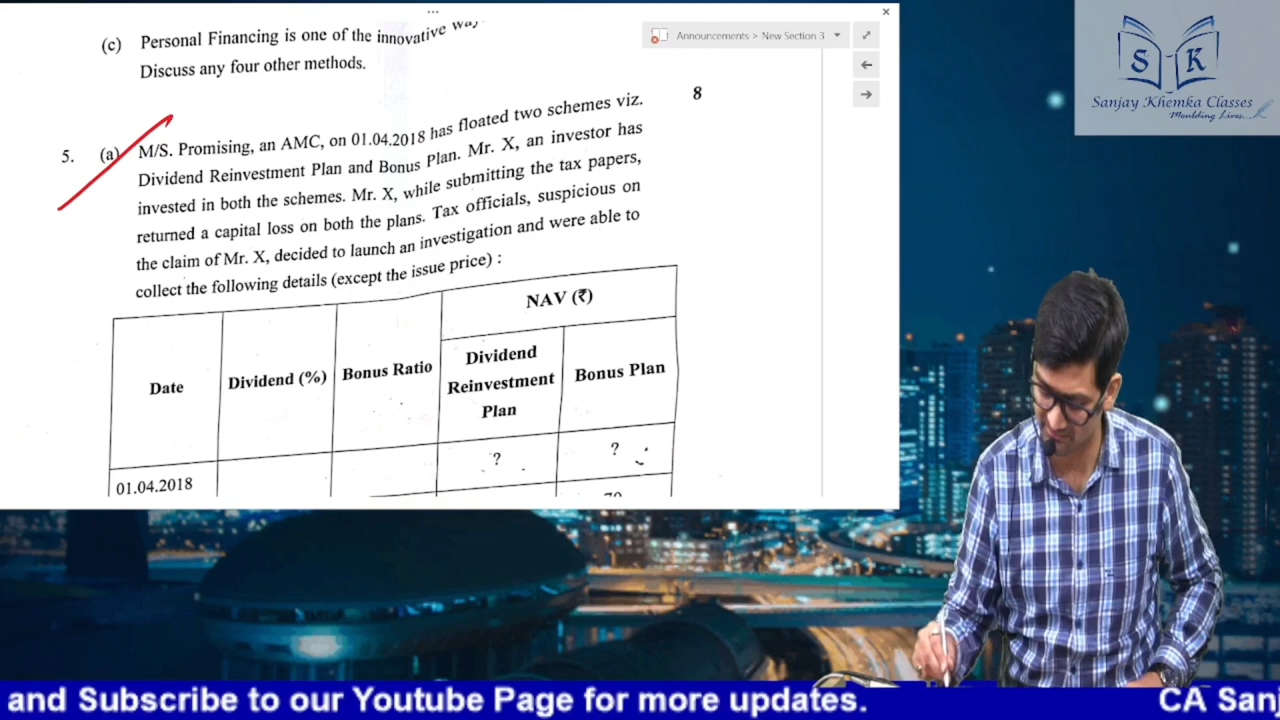 (c) Personal Financing is one of the innovative way
Discuss any four other methods.
Announcements > New Section 3
8
5. (a) M/S. Promising, an AMC, on 01.04.2018 has floated two schemes viz.
Dividend Reinvestment Plan and Bonus Plan. Mr. X, an investor has
invested in both the schemes. Mr. X, while submitting the tax papers,
returned a capital loss on both the plans. Tax officials, suspicious on
the claim of Mr. X, decided to launch an investigation and were able to
collect the following details (except the issue price) :
Date
Dividend (%)
Bonus Ratio
NAV (₹)
Dividend
Reinvestment
Plan
Bonus Plan
01.04.2018
?
?
S K
Sanjay Khemka Classes
Moulding Lives...
and Subscribe to our Youtube Page for more updates.
CA Sanj